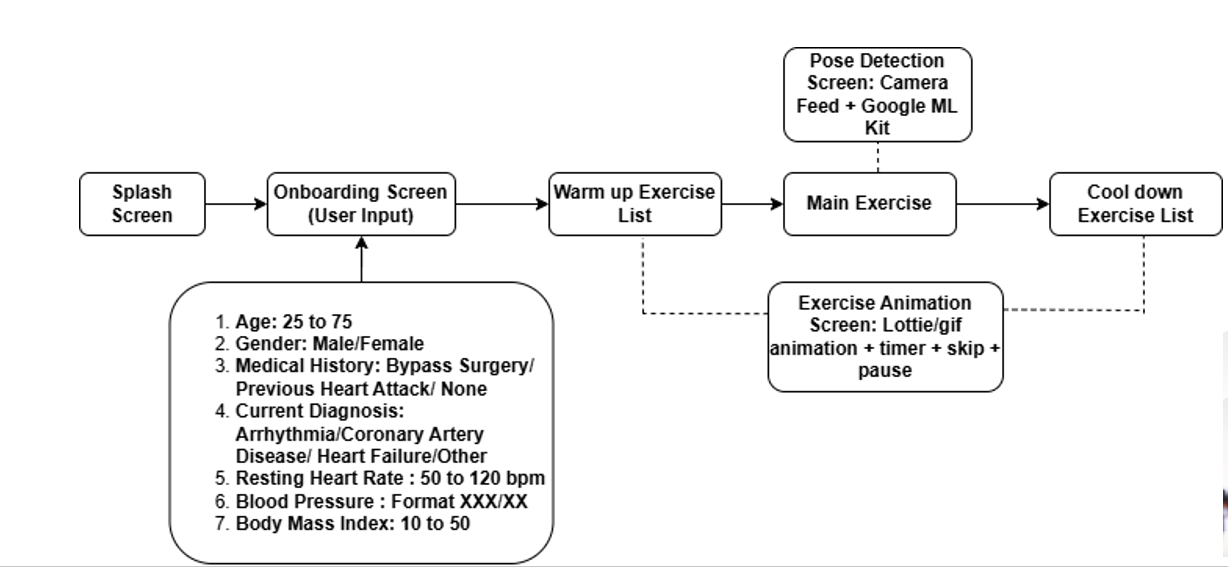 Pose Detection
Screen: Camera
Feed + Google ML
Kit
Splash
Screen
Onboarding Screen
(User Input)
Warm up Exercise
List
Main Exercise
Cool down
Exercise List
1. Age: 25 to 75
2. Gender: Male/Female
3. Medical History: Bypass Surgery/
Previous Heart Attack/ None
4. Current Diagnosis:
Arrhythmia/Coronary Artery
Disease/ Heart Failure/Other
5. Resting Heart Rate : 50 to 120 bpm
6. Blood Pressure : Format XXX/XX
7. Body Mass Index: 10 to 50
Exercise Animation
Screen: Lottie/gif
animation + timer + skip +
pause